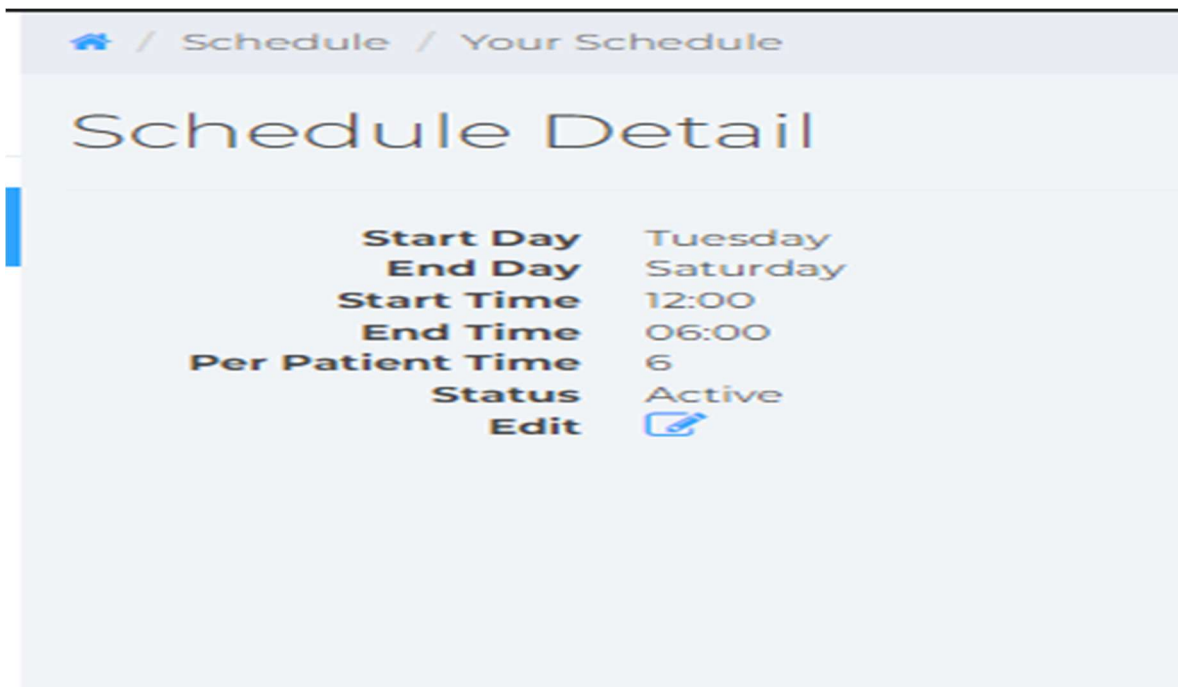 / Schedule / Your Schedule
Schedule Detail
Start Day Tuesday
End Day Saturday
Start Time 12:00
End Time 06:00
Per Patient Time 6
Status Active
Edit